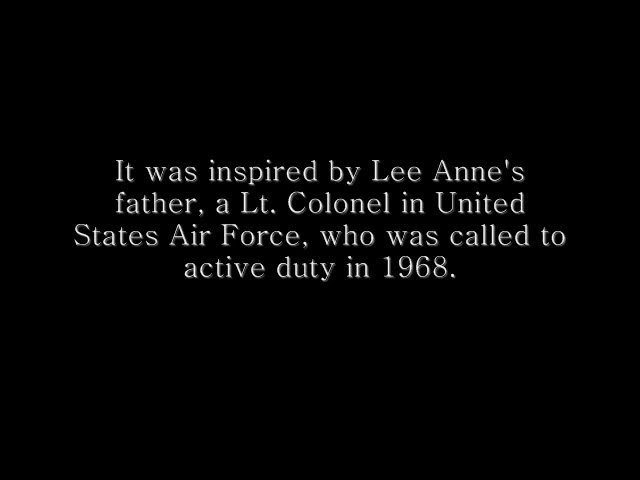 It was inspired by Lee Anne's
father, a Lt. Colonel in United
States Air Force, who was called to
active duty in 1968.